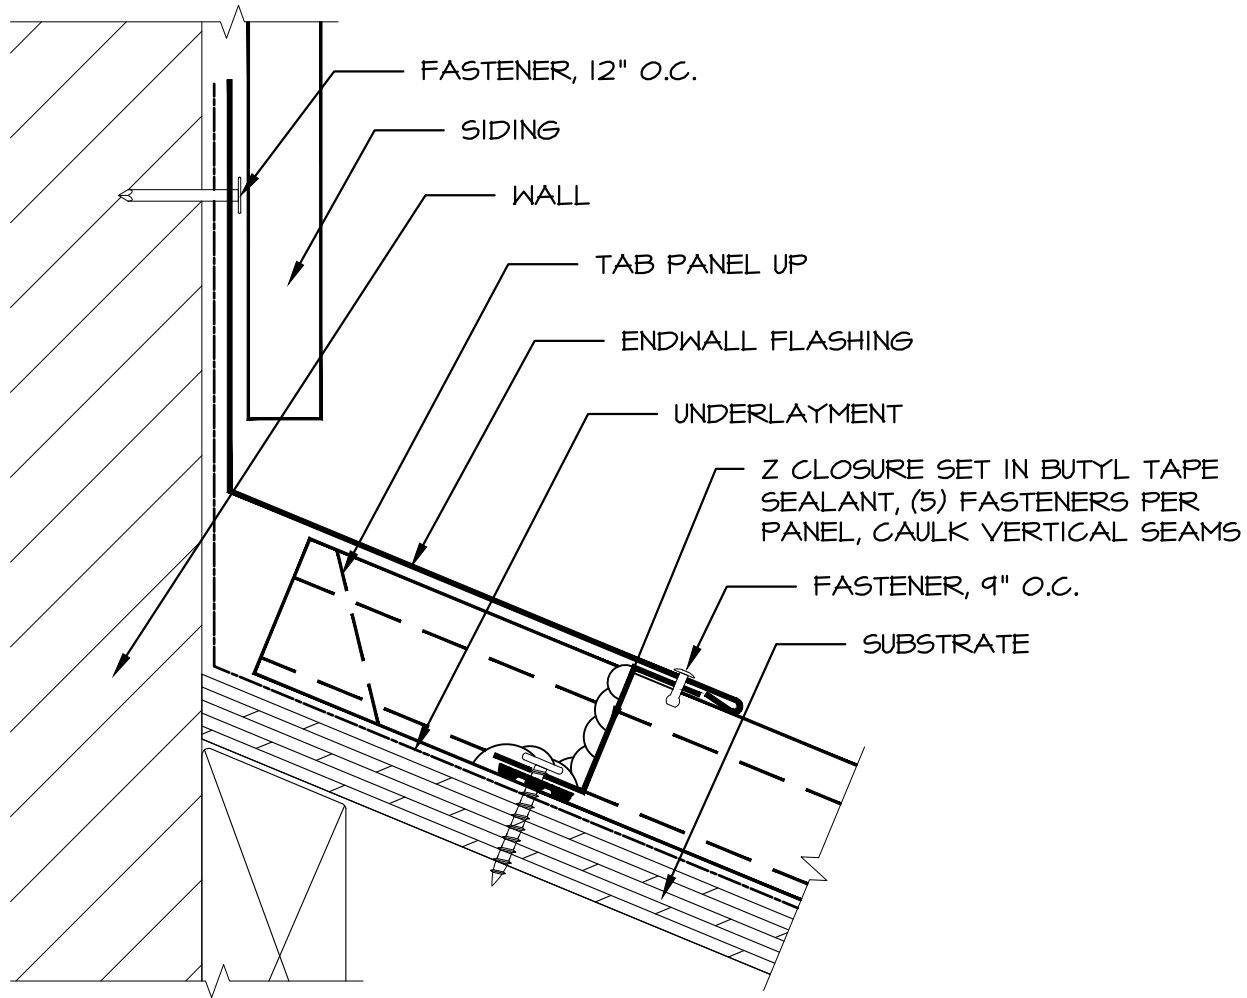 FASTENER, 12" O.C.
SIDING
WALL
TAB PANEL UP
ENDWALL FLASHING
UNDERLAYMENT
Z CLOSURE SET IN BUTYL TAPE
SEALANT, (5) FASTENERS PER
PANEL, CAULK VERTICAL SEAMS
FASTENER, 9" O.C.
SUBSTRATE